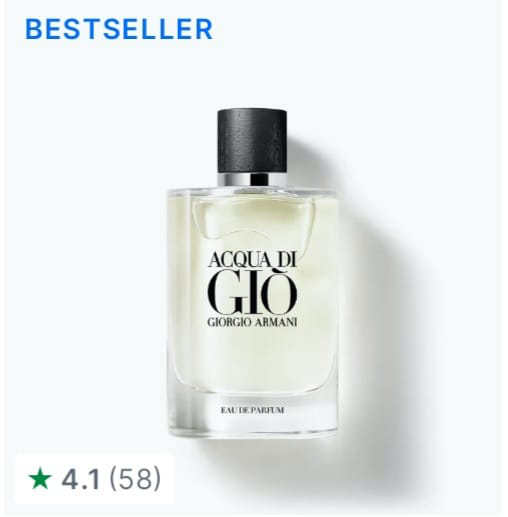 BESTSELLER
ACQUA DI
GIÒ
GIORGIO ARMANI
EAU DE PARFUM
★ 4.1 (58)